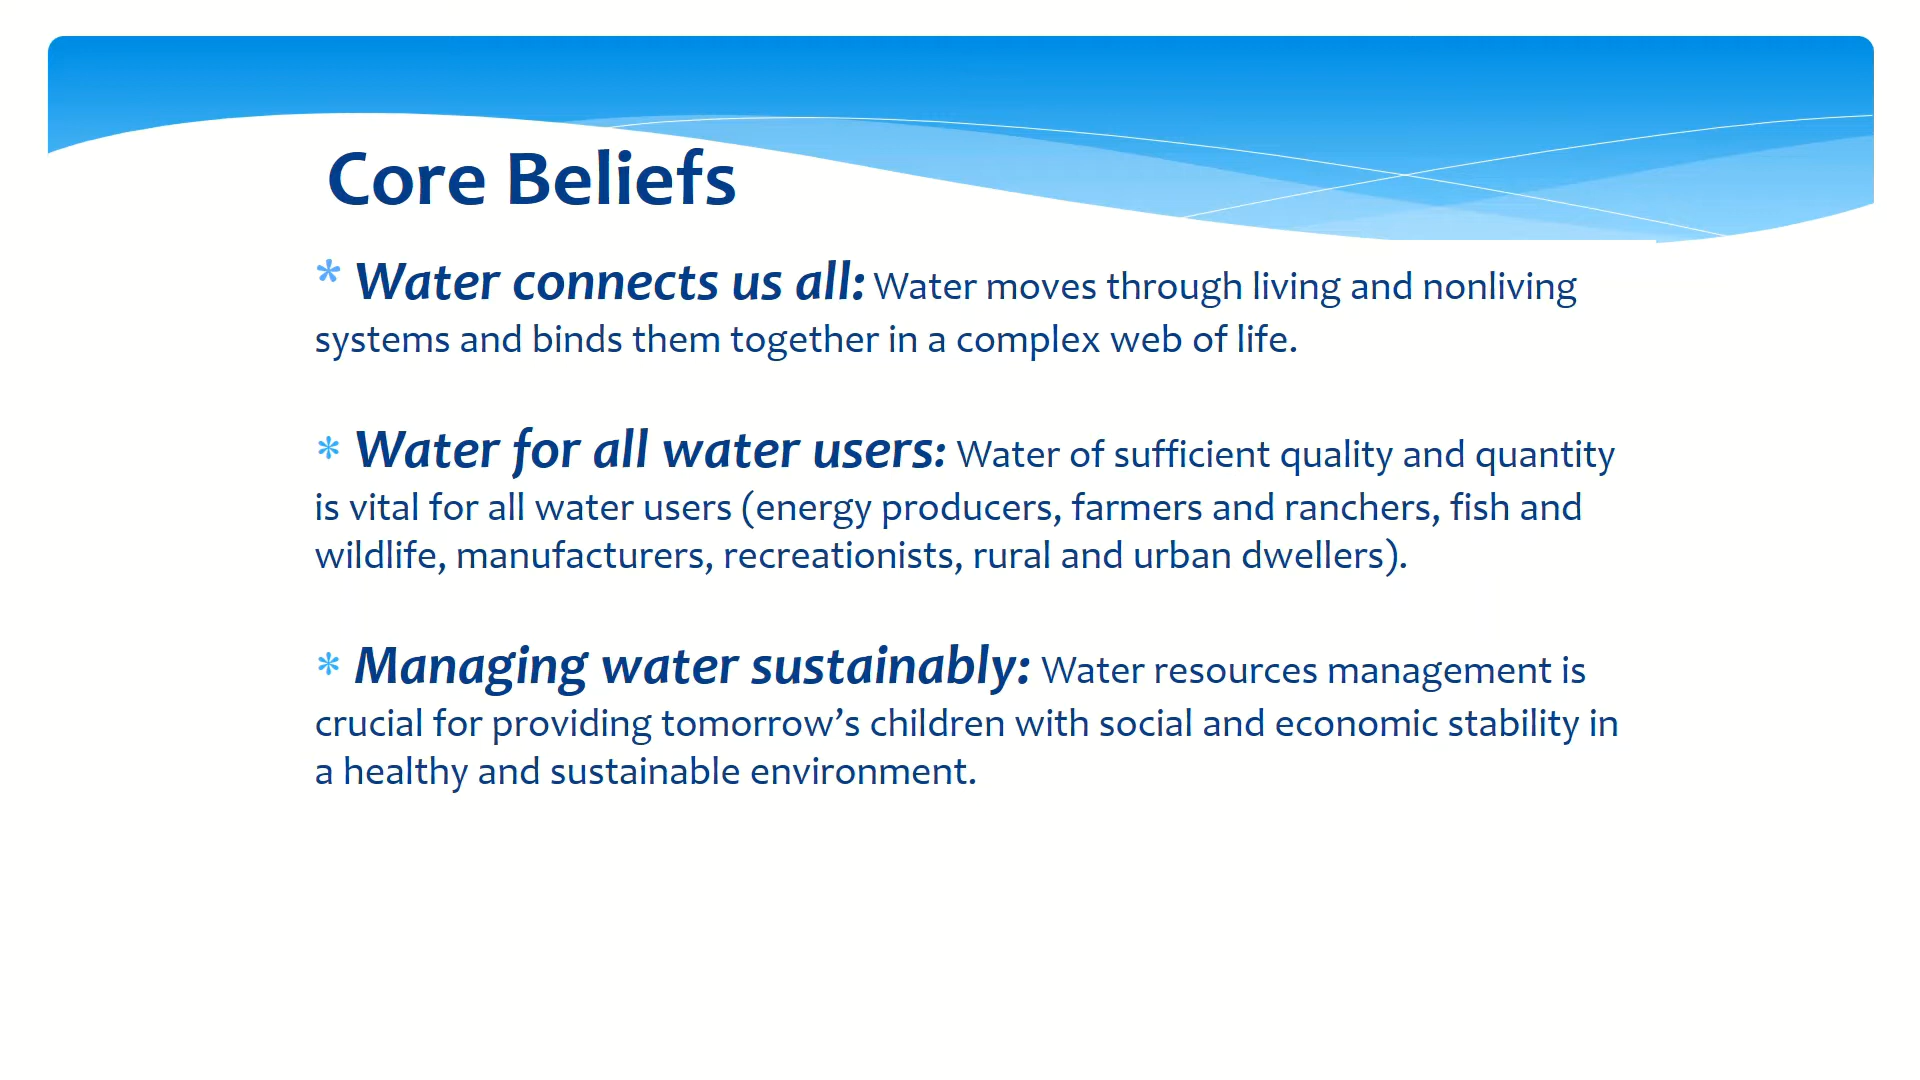 Core Beliefs
* Water connects us all: Water moves through living and nonliving
systems and binds them together in a complex web of life.
* Water for all water users: Water of sufficient quality and quantity
is vital for all water users (energy producers, farmers and ranchers, fish and
wildlife, manufacturers, recreationists, rural and urban dwellers).
* Managing water sustainably: Water resources management is
crucial for providing tomorrow’s children with social and economic stability in
a healthy and sustainable environment.